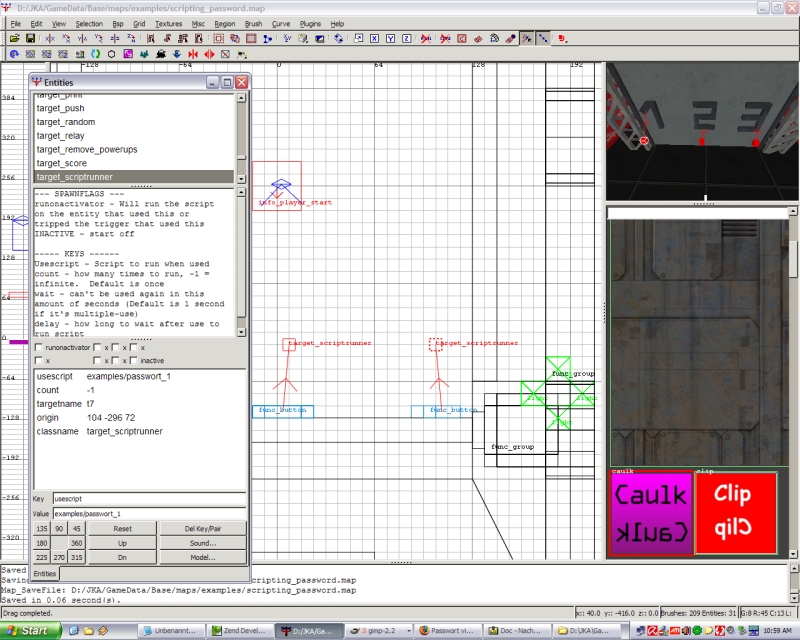 D:/JKA/GameData/Base/maps/examples/scripting_password.map
File Edit View Selection Bsp Grid Textures Misc Region Brush Curve Plugins Help
-128 -64 0 64 128 192
384
320
256
192
128
64
0
-64
-128
-192
-256
-320
Entities
target_print
target_push
target_random
target_relay
target_remove_powerups
target_score
target_scriptrunner
--- SPAWNFLAGS ---
runonactivator - Will run the script
on the entity that used this or
tripped the trigger that used this
INACTIVE - start off
----- KEYS ------
Usescript - Script to run when used
count - how many times to run, -1 =
infinite. Default is once
wait - can't be used again in this
amount of seconds (Default is 1 second
if it's multiple-use)
delay - how long to wait after use to
run script
runonactivator x x x
x x x inactive
usescript examples/passwort_1
count -1
targetname t7
origin 104 -296 72
classname target_scriptrunner
Key usescript
Value examples/passwort_1
135 90 45 Reset Del Key/Pair
180 360 Up Sound...
225 270 315 Dn Model...
Entities
info_player_start
target_scriptrunner
target_scriptrunner
func_button
func_button
func_group
light
light
light
func_group
caulk clip
Caulk
Clip
Saved
Saving
scripting_password.map
Map_SaveFile: D:/JKA/GameData/Base/maps/examples/scripting_password.map
Saved in 0.06 second(s).
Drag completed.
x:: 40.0 y:: -416.0 z:: 0.0 Brushes: 209 Entities: 31 G:8 R:45 C:13 L:
Start Unbenannt... Zend Develo... D:/JKA/Ga... 3 gimp-2.2 Passwort vi... Doc - Nach... D:\JKA\Ga... 10:59 AM